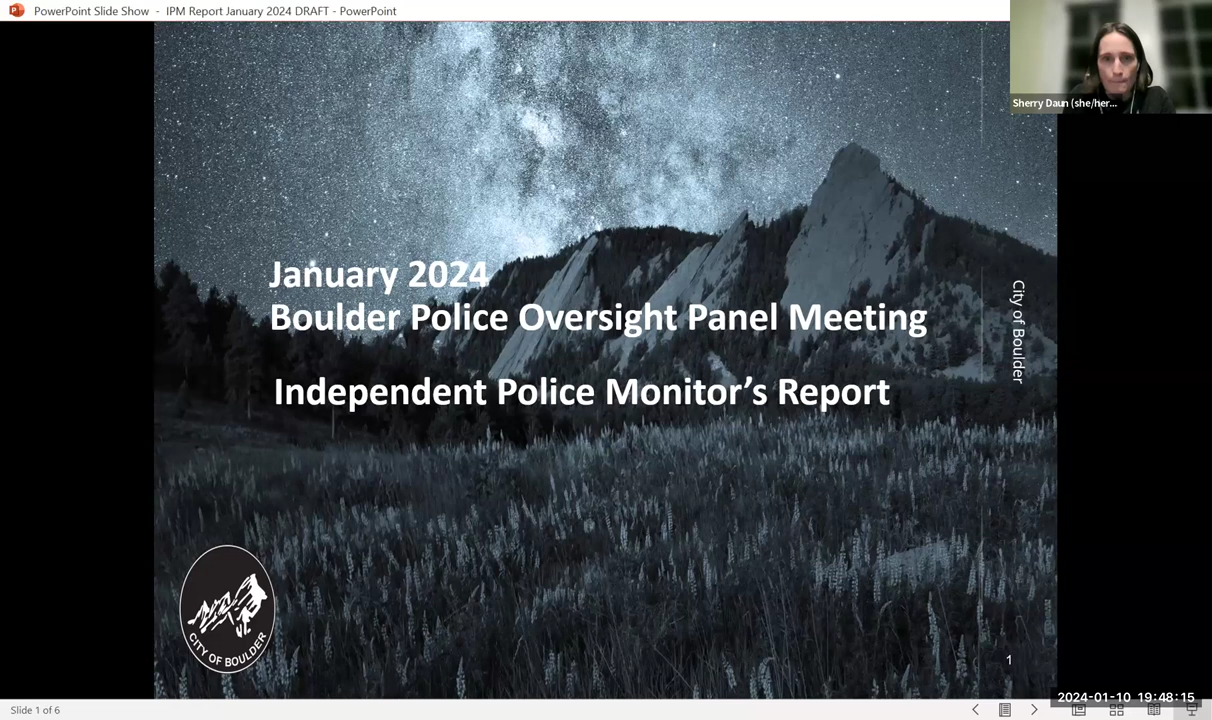 PowerPoint Slide Show - IPM Report January 2024 DRAFT - PowerPoint
Sherry Daun (she/her...
January 2024
Boulder Police Oversight Panel Meeting
Independent Police Monitor's Report
City of Boulder
CITY OF BOULDER
1
2024-01-10 19:48:15
Slide 1 of 6